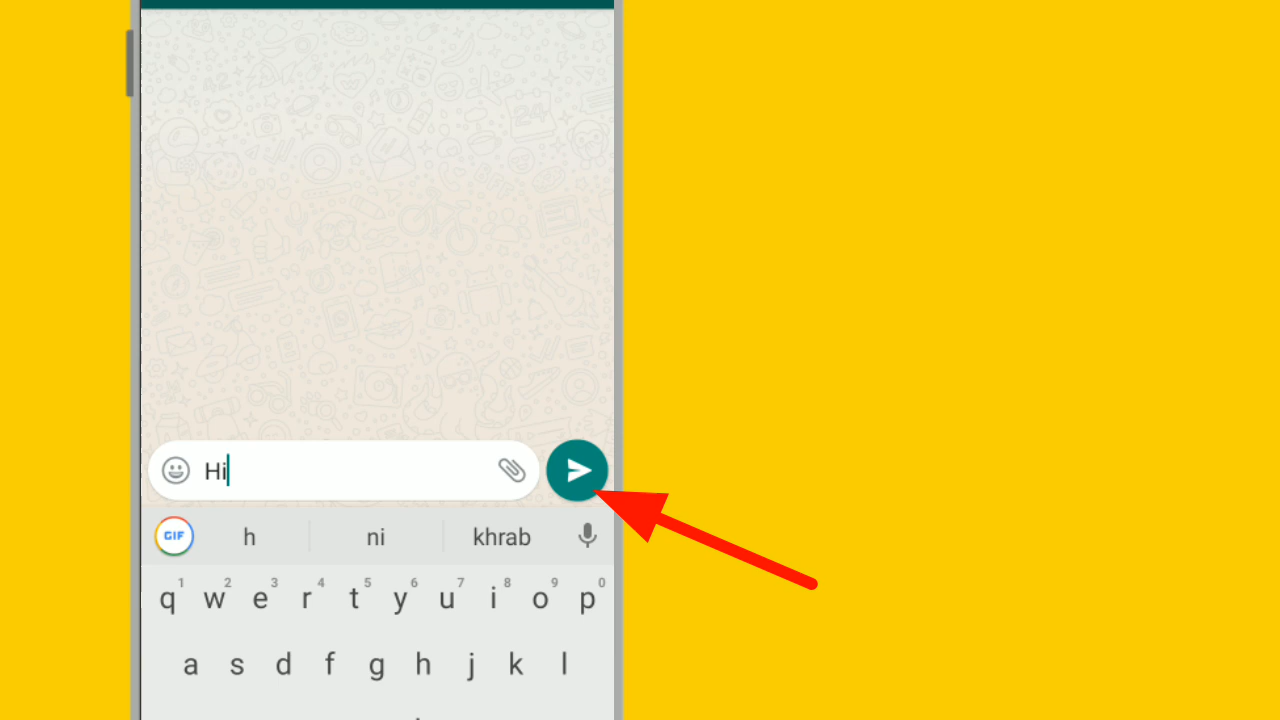 Hi
GIF h ni khrab
1 2 3 4 5 6 7 8 9 0
q w e r t y u i o p
a s d f g h j k l